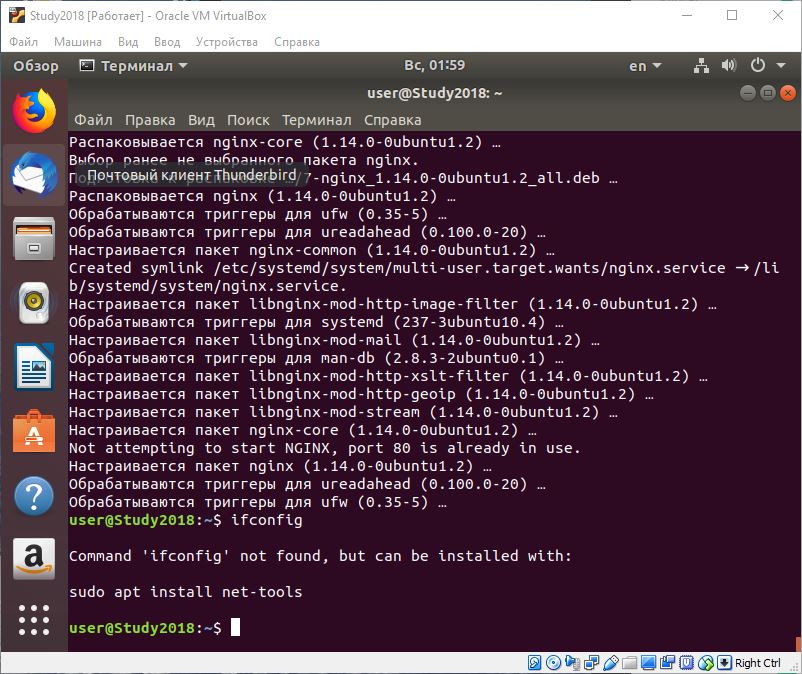 Study2018 [Работает] - Oracle VM VirtualBox
Файл Машина Вид Ввод Устройства Справка
Обзор Терминал Вс, 01:59 en
user@Study2018: ~
Файл Правка Вид Поиск Терминал Справка
Распаковывается nginx-core (1.14.0-0ubuntu1.2) …
Выбор ранее не выбранного пакета nginx.
Почтовый клиент Thunderbird
/7-nginx_1.14.0-0ubuntu1.2_all.deb …
Распаковывается nginx (1.14.0-0ubuntu1.2) …
Обрабатываются триггеры для ufw (0.35-5) …
Обрабатываются триггеры для ureadahead (0.100.0-20) …
Настраивается пакет nginx-common (1.14.0-0ubuntu1.2) …
Created symlink /etc/systemd/system/multi-user.target.wants/nginx.service → /li
b/systemd/system/nginx.service.
Настраивается пакет libnginx-mod-http-image-filter (1.14.0-0ubuntu1.2) …
Обрабатываются триггеры для systemd (237-3ubuntu10.4) …
Настраивается пакет libnginx-mod-mail (1.14.0-0ubuntu1.2) …
Обрабатываются триггеры для man-db (2.8.3-2ubuntu0.1) …
Настраивается пакет libnginx-mod-http-xslt-filter (1.14.0-0ubuntu1.2) …
Настраивается пакет libnginx-mod-http-geoip (1.14.0-0ubuntu1.2) …
Настраивается пакет libnginx-mod-stream (1.14.0-0ubuntu1.2) …
Настраивается пакет nginx-core (1.14.0-0ubuntu1.2) …
Not attempting to start NGINX, port 80 is already in use.
Настраивается пакет nginx (1.14.0-0ubuntu1.2) …
Обрабатываются триггеры для ureadahead (0.100.0-20) …
Обрабатываются триггеры для ufw (0.35-5) …
user@Study2018:~$ ifconfig
Command 'ifconfig' not found, but can be installed with:
sudo apt install net-tools
user@Study2018:~$
Right Ctrl